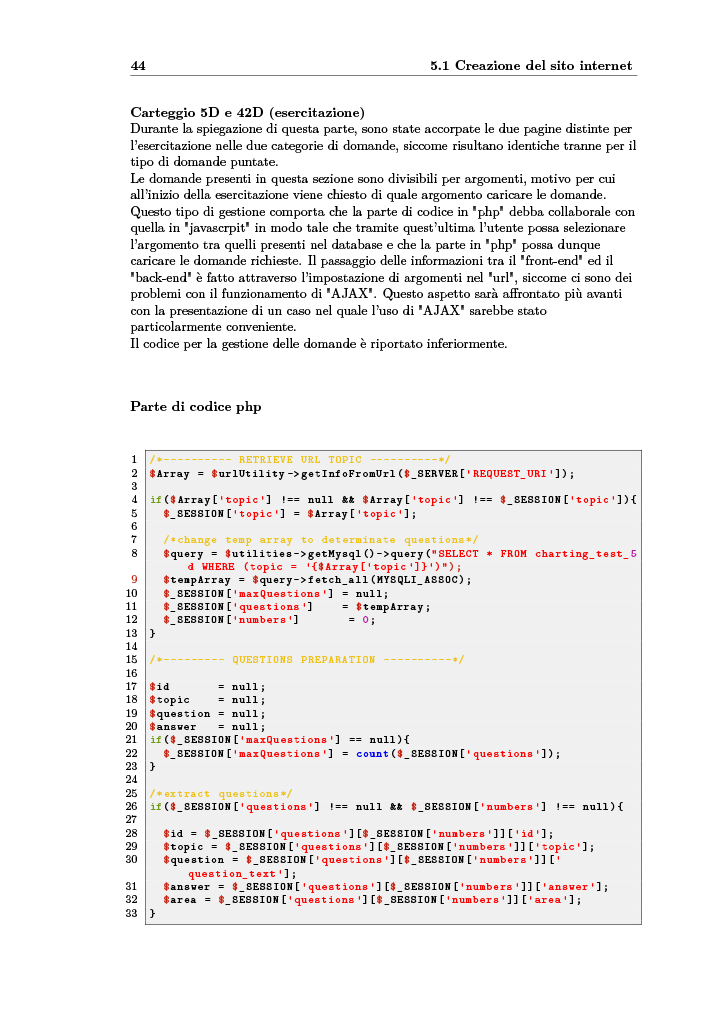 44 5.1 Creazione del sito internet
Carteggio 5D e 42D (esercitazione)
Durante la spiegazione di questa parte, sono state accorpate le due pagine distinte per
l'esercitazione nelle due categorie di domande, siccome risultano identiche tranne per il
tipo di domande puntate.
Le domande presenti in questa sezione sono divisibili per argomenti, motivo per cui
all'inizio della esercitazione viene chiesto di quale argomento caricare le domande.
Questo tipo di gestione comporta che la parte di codice in "php" debba collaborale con
quella in "javascrpit" in modo tale che tramite quest'ultima l'utente possa selezionare
l'argomento tra quelli presenti nel database e che la parte in "php" possa dunque
caricare le domande richieste. Il passaggio delle informazioni tra il "front-end" ed il
"back-end" è fatto attraverso l'impostazione di argomenti nel "url", siccome ci sono dei
problemi con il funzionamento di "AJAX". Questo aspetto sarà affrontato più avanti
con la presentazione di un caso nel quale l'uso di "AJAX" sarebbe stato
particolarmente conveniente.
Il codice per la gestione delle domande è riportato inferiormente.
Parte di codice php
1 /*---------- RETRIEVE URL TOPIC ----------*/
2 $Array = $urlUtility->getInfoFromUrl($_SERVER['REQUEST_URI']);
3
4 if($Array['topic'] !== null && $Array['topic'] !== $_SESSION['topic']){
5 $_SESSION['topic'] = $Array['topic'];
6
7 /*change temp array to determinate questions*/
8 $query = $utilities->getMysql()->query("SELECT * FROM charting_test_5
d WHERE (topic = '{$Array['topic']}')");
9 $tempArray = $query->fetch_all(MYSQLI_ASSOC);
10 $_SESSION['maxQuestions'] = null;
11 $_SESSION['questions'] = $tempArray;
12 $_SESSION['numbers'] = 0;
13 }
14
15 /*--------- QUESTIONS PREPARATION ----------*/
16
17 $id = null;
18 $topic = null;
19 $question = null;
20 $answer = null;
21 if($_SESSION['maxQuestions'] == null){
22 $_SESSION['maxQuestions'] = count($_SESSION['questions']);
23 }
24
25 /*extract questions*/
26 if($_SESSION['questions'] !== null && $_SESSION['numbers'] !== null){
27
28 $id = $_SESSION['questions'][$_SESSION['numbers']]['id'];
29 $topic = $_SESSION['questions'][$_SESSION['numbers']]['topic'];
30 $question = $_SESSION['questions'][$_SESSION['numbers']]['
question_text'];
31 $answer = $_SESSION['questions'][$_SESSION['numbers']]['answer'];
32 $area = $_SESSION['questions'][$_SESSION['numbers']]['area'];
33 }